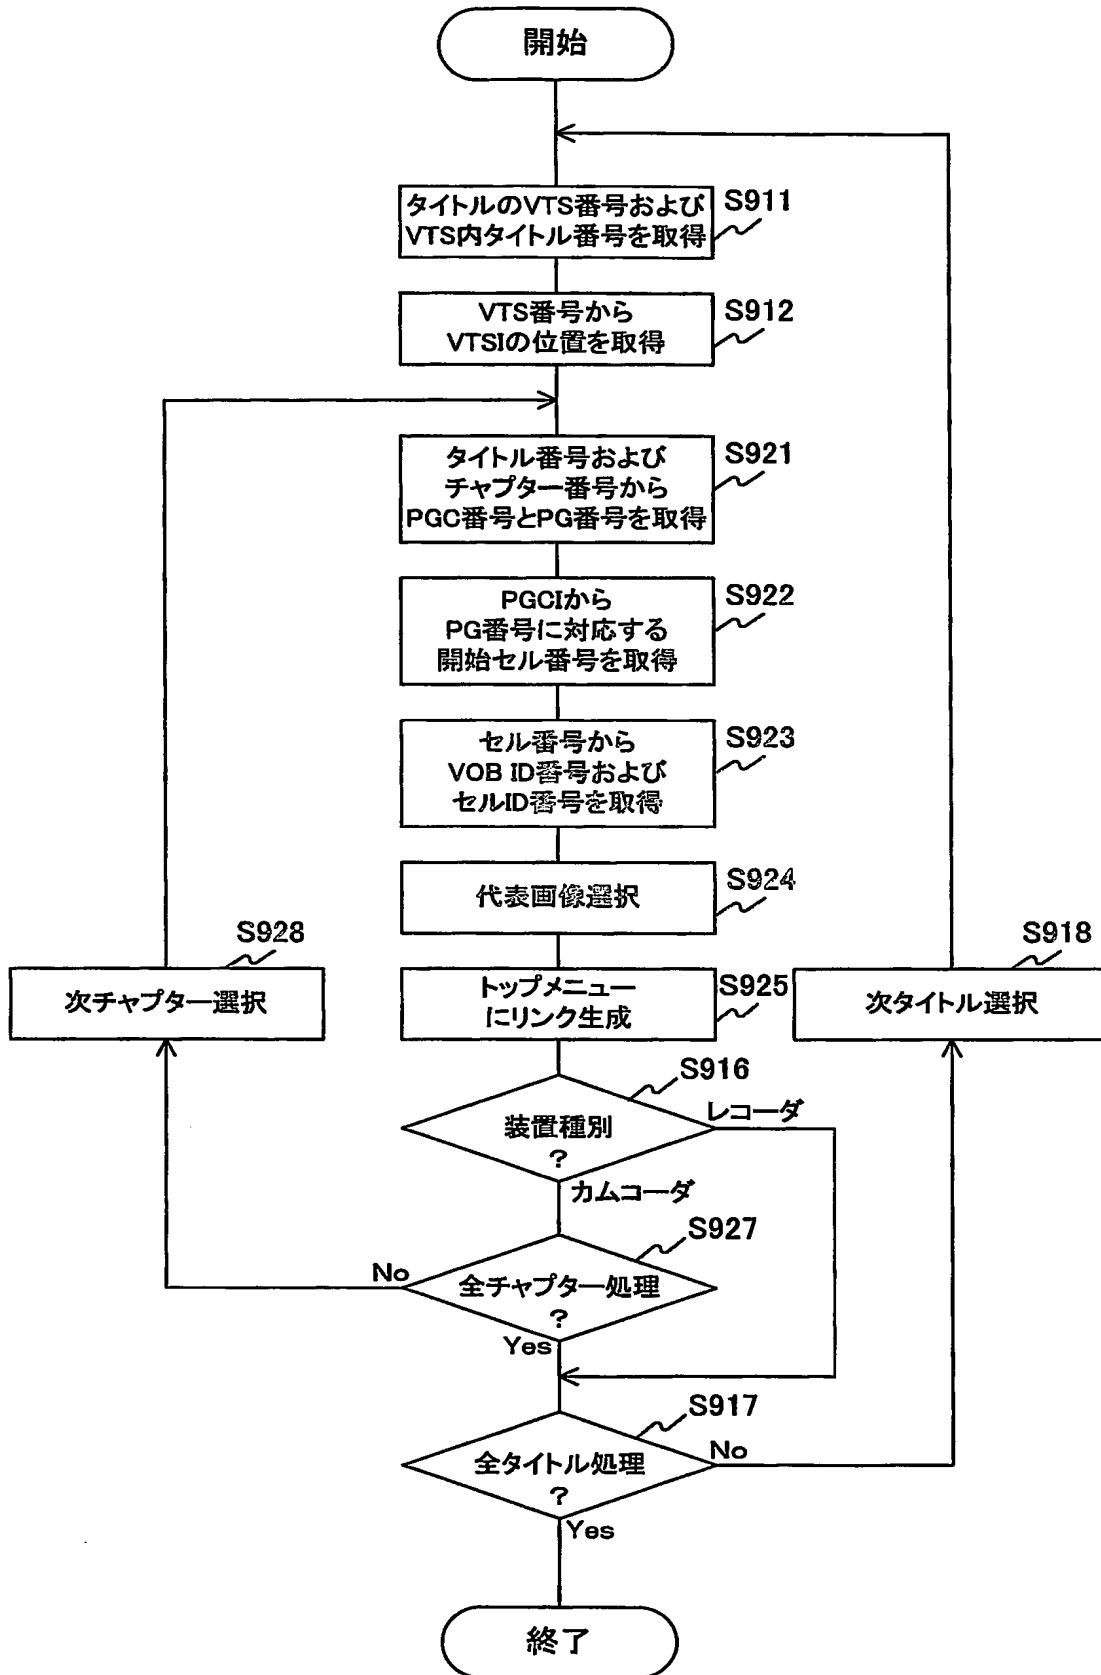 開始
タイトルのVTS番号および
VTS内タイトル番号を取得
S911
VTS番号から
VTSIの位置を取得
S912
タイトル番号および
チャプター番号から
PGC番号とPG番号を取得
S921
PGCIから
PG番号に対応する
開始セル番号を取得
S922
セル番号から
VOB ID番号および
セルID番号を取得
S923
代表画像選択
S924
S928
次チャプター選択
トップメニュー
にリンク生成
S925
S918
次タイトル選択
S916
装置種別
?
レコーダ
カムコーダ
S927
全チャプター処理
?
No
Yes
S917
全タイトル処理
?
No
Yes
終了